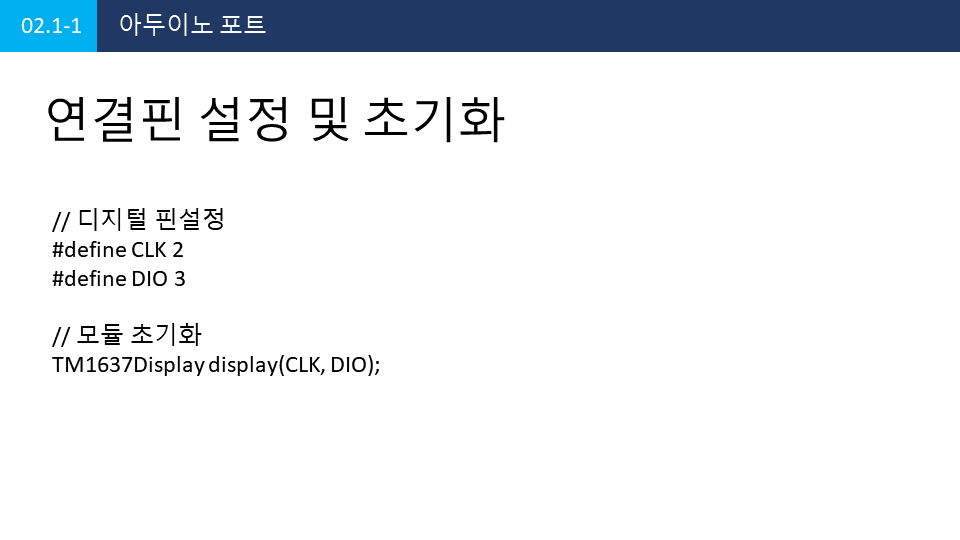 02.1-1 아두이노 포트
연결핀 설정 및 초기화
// 디지털 핀설정
#define CLK 2
#define DIO 3
// 모듈 초기화
TM1637Display display(CLK, DIO);